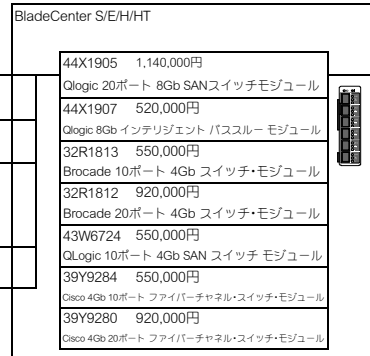 BladeCenter S/E/H/HT
44X1905 1,140,000円
Qlogic 20ポート 8Gb SANスイッチモジュール
44X1907 520,000円
Qlogic 8Gb インテリジェント パススルー モジュール
32R1813 550,000円
Brocade 10ポート 4Gb スイッチ・モジュール
32R1812 920,000円
Brocade 20ポート 4Gb スイッチ・モジュール
43W6724 550,000円
QLogic 10ポート 4Gb SAN スイッチ モジュール
39Y9284 550,000円
Cisco 4Gb 10ポート ファイバーチャネル・スイッチ・モジュール
39Y9280 920,000円
Cisco 4Gb 20ポート ファイバーチャネル・スイッチ・モジュール